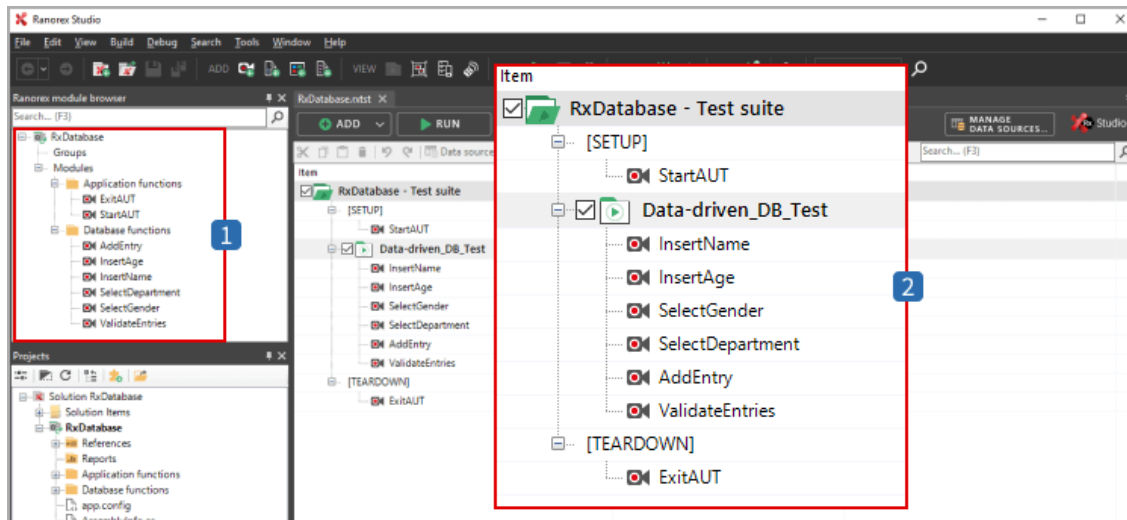 Ranorex Studio
File Edit View Build Debug Search Tools Window Help
ADD VIEW
Ranorex module browser
Search... (F3)
RxDatabase
Groups
Modules
Application functions
ExitAUT
StartAUT
Database functions
AddEntry
InsertAge
InsertName
SelectDepartment
SelectGender
ValidateEntries
1
Projects
Solution RxDatabase
Solution Items
RxDatabase
References
Reports
Application functions
Database functions
app.config
AssemblyInfo.cs
RxDatabase.rxtst
ADD RUN
MANAGE
DATA SOURCES...
Studio
Data source
Search... (F3)
Item
RxDatabase - Test suite
[SETUP]
StartAUT
Data-driven_DB_Test
InsertName
InsertAge
SelectGender
SelectDepartment
AddEntry
ValidateEntries
[TEARDOWN]
ExitAUT
Item
RxDatabase - Test suite
[SETUP]
StartAUT
Data-driven_DB_Test
InsertName
InsertAge
SelectGender
SelectDepartment
AddEntry
ValidateEntries
[TEARDOWN]
ExitAUT
2